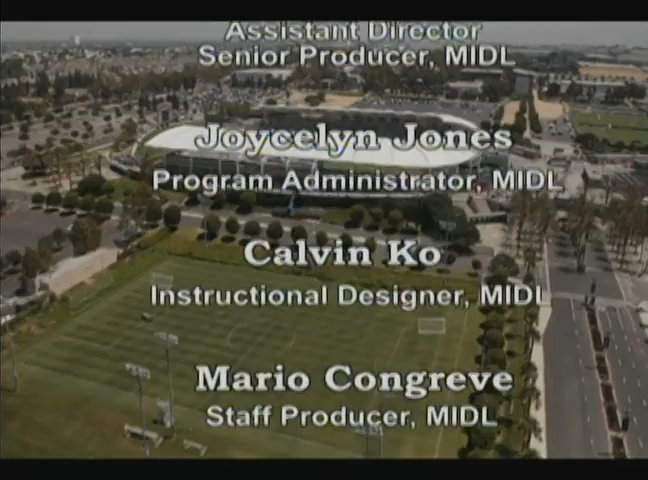 Assistant Director
Senior Producer, MIDL
Joycelyn Jones
Program Administrator, MIDL
Calvin Ko
Instructional Designer, MIDL
Mario Congreve
Staff Producer, MIDL